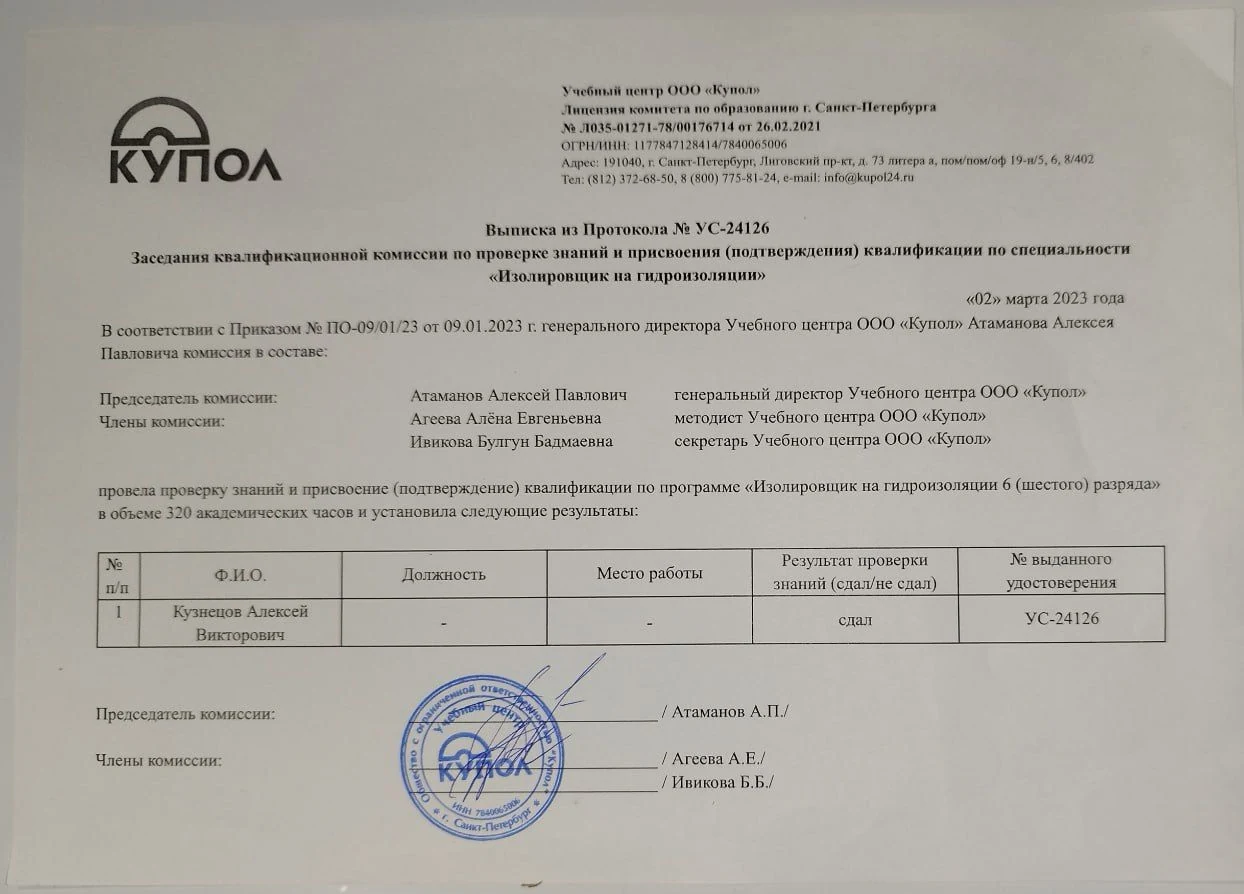 КУПОЛ
Учебный центр ООО «Купол»
Лицензия комитета по образованию г. Санкт-Петербурга
№ Л035-01271-78/00176714 от 26.02.2021
ОГРН/ИНН: 1177847128414/7840065006
Адрес: 191040, г. Санкт-Петербург, Лиговский пр-кт, д. 73 литера а, пом/пом/оф 19-н/5, 6, 8/402
Тел: (812) 372-68-50, 8 (800) 775-81-24, e-mail: info@kupol24.ru
Выписка из Протокола № УС-24126
Заседания квалификационной комиссии по проверке знаний и присвоения (подтверждения) квалификации по специальности
«Изолировщик на гидроизоляции»
«02» марта 2023 года
В соответствии с Приказом № ПО-09/01/23 от 09.01.2023 г. генерального директора Учебного центра ООО «Купол» Атаманова Алексея
Павловича комиссия в составе:
Председатель комиссии: Атаманов Алексей Павлович генеральный директор Учебного центра ООО «Купол»
Члены комиссии: Агеева Алёна Евгеньевна методист Учебного центра ООО «Купол»
Ивикова Булгун Бадмаевна секретарь Учебного центра ООО «Купол»
провела проверку знаний и присвоение (подтверждение) квалификации по программе «Изолировщик на гидроизоляции 6 (шестого) разряда»
в объеме 320 академических часов и установила следующие результаты:
№ п/п Ф.И.О. Должность Место работы Результат проверки знаний (сдал/не сдал) № выданного удостоверения
1 Кузнецов Алексей Викторович - - сдал УС-24126
Председатель комиссии: / Атаманов А.П./
Члены комиссии: / Агеева А.Е./
/ Ивикова Б.Б./
Общество с ограниченной ответственностью "Купол"
Учебный центр
КУПОЛ
ИНН 7840065006
* г. Санкт-Петербург *